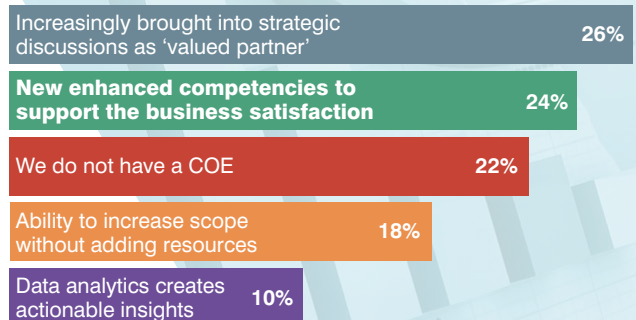 Increasingly brought into strategic
discussions as ‘valued partner’
26%
New enhanced competencies to
support the business satisfaction
24%
We do not have a COE
22%
Ability to increase scope
without adding resources
18%
Data analytics creates
actionable insights
10%